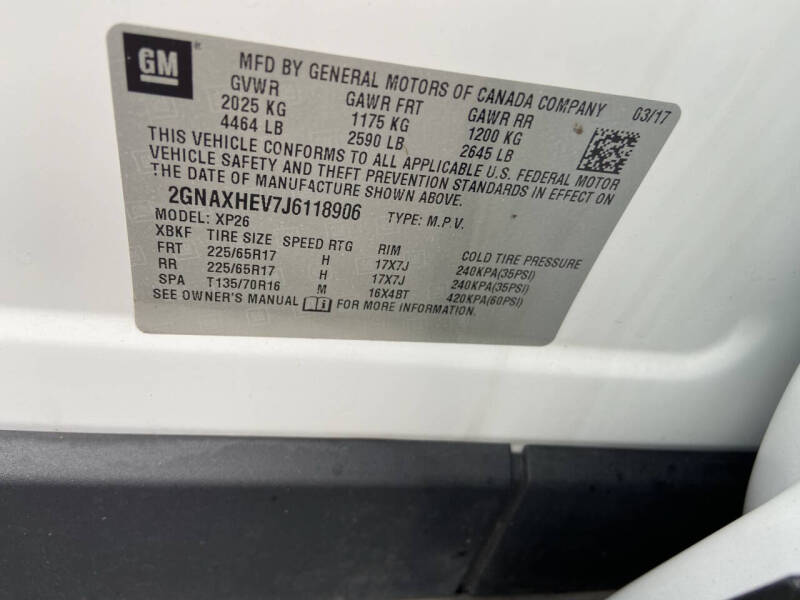 GM
MFD BY GENERAL MOTORS OF CANADA COMPANY 03/17
GVWR GAWR FRT GAWR RR
2025 KG 1175 KG 1200 KG
4464 LB 2590 LB 2645 LB
THIS VEHICLE CONFORMS TO ALL APPLICABLE U.S. FEDERAL MOTOR
VEHICLE SAFETY AND THEFT PREVENTION STANDARDS IN EFFECT ON
THE DATE OF MANUFACTURE SHOWN ABOVE.
2GNAXHEV7J6118906 TYPE: M.P.V.
MODEL: XP26
XBKF TIRE SIZE SPEED RTG RIM COLD TIRE PRESSURE
FRT 225/65R17 H 17X7J 240KPA(35PSI)
RR 225/65R17 H 17X7J 240KPA(35PSI)
SPA T135/70R16 M 16X4BT 420KPA(60PSI)
SEE OWNER'S MANUAL FOR MORE INFORMATION.